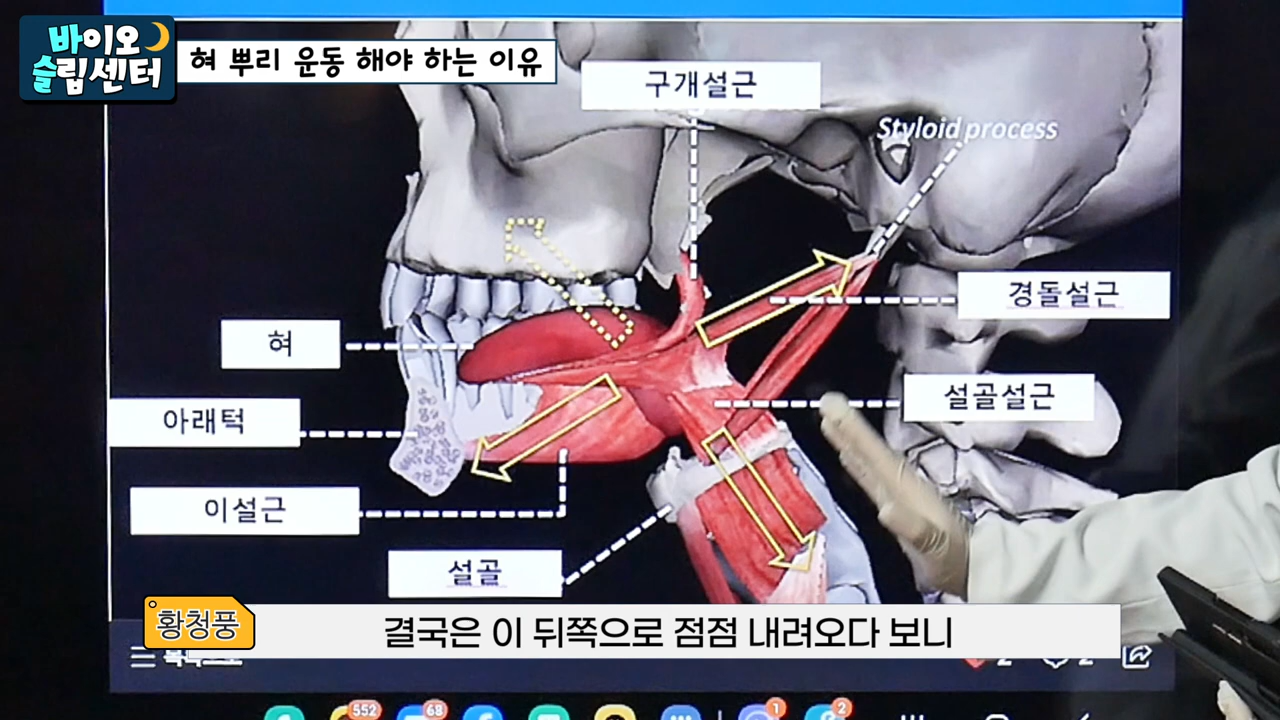 바이오
슬립센터
혀 뿌리 운동 해야 하는 이유
구개설근
Styloid process
경돌설근
혀
설골설근
아래턱
이설근
설골
황청풍
결국은 이 뒤쪽으로 점점 내려오다 보니
2
2
552
68
1
2